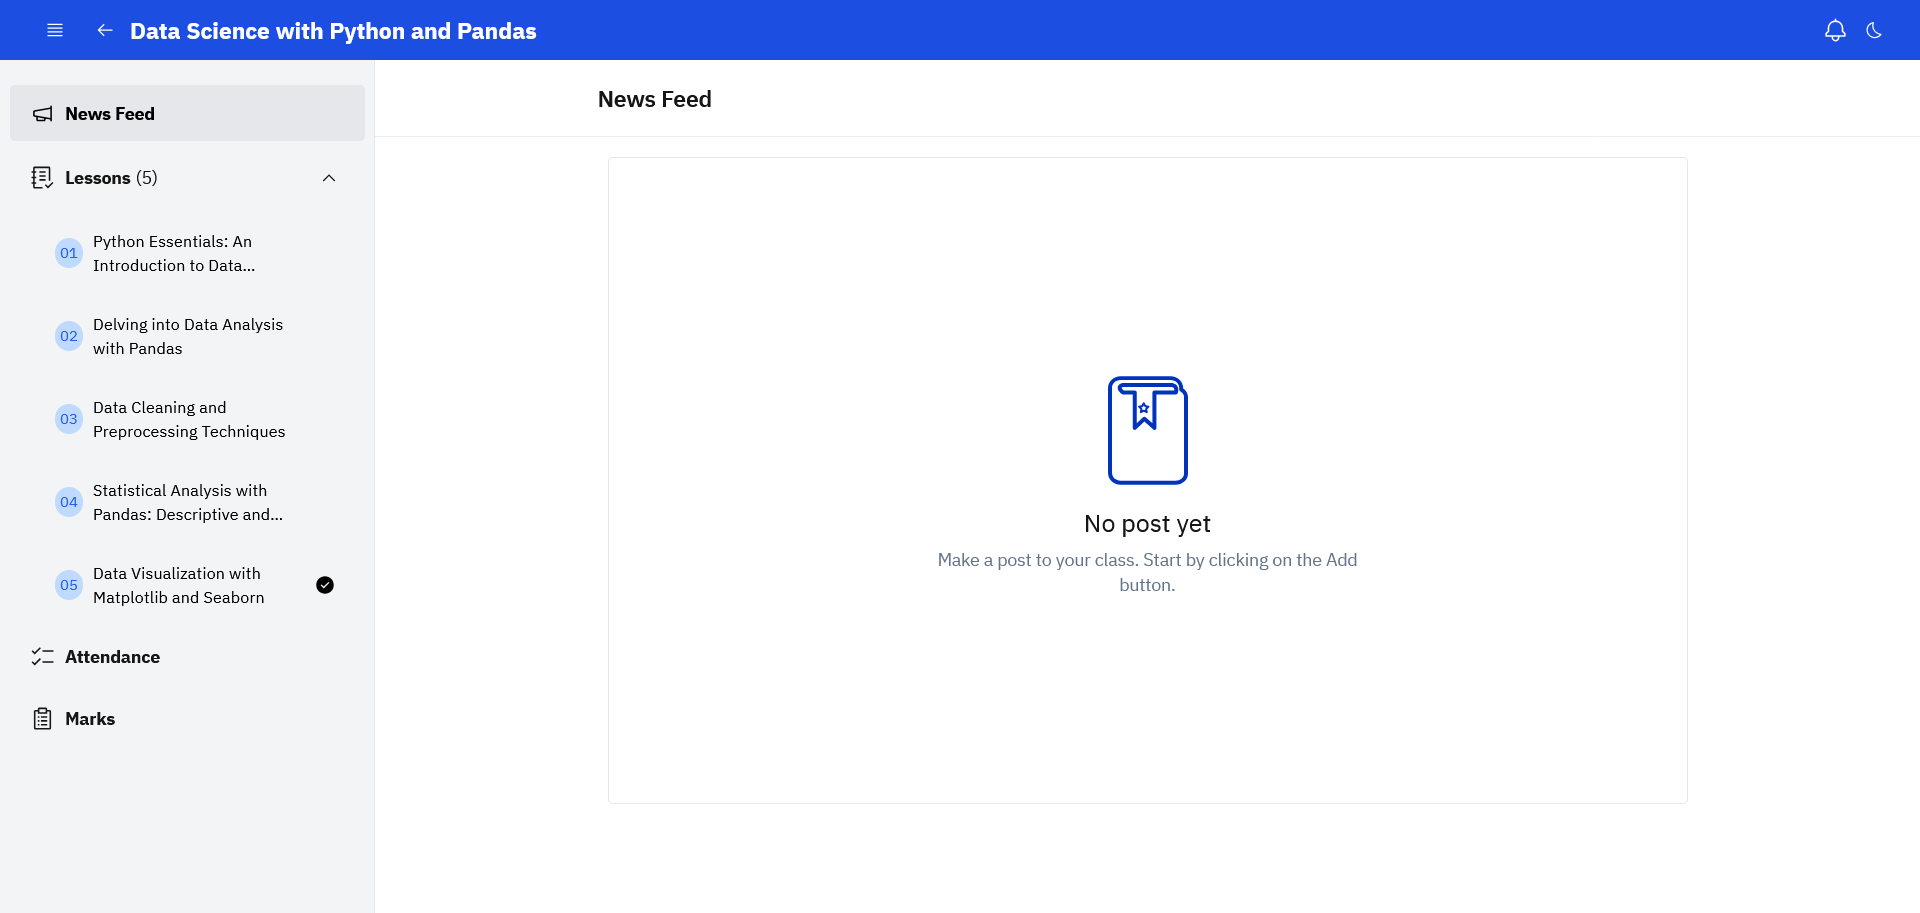 Data Science with Python and Pandas
News Feed
Lessons (5)
01
Python Essentials: An
Introduction to Data...
02
Delving into Data Analysis
with Pandas
03
Data Cleaning and
Preprocessing Techniques
04
Statistical Analysis with
Pandas: Descriptive and...
05
Data Visualization with
Matplotlib and Seaborn
Attendance
Marks
News Feed
No post yet
Make a post to your class. Start by clicking on the Add
button.